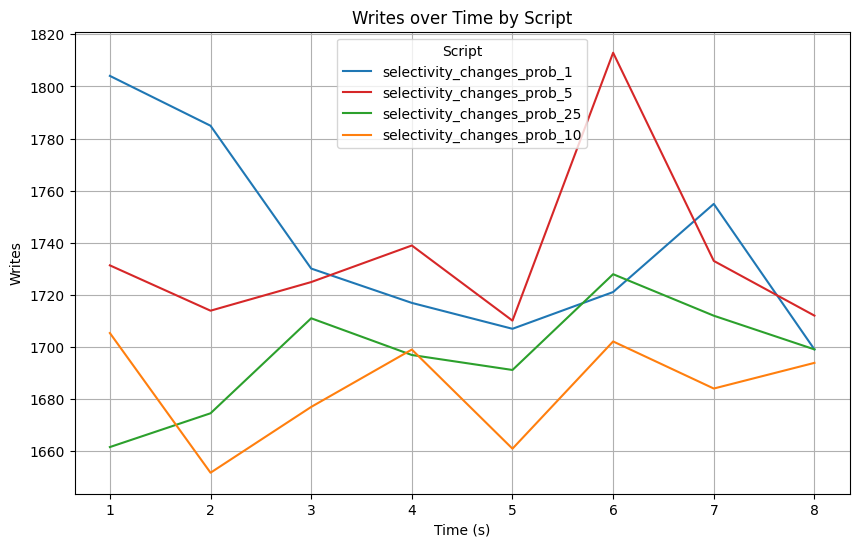 Writes over Time by Script
1820
1800
1780
1760
1740
1720
1700
1680
1660
Writes
Script
selectivity_changes_prob_1
selectivity_changes_prob_5
selectivity_changes_prob_25
selectivity_changes_prob_10
1 2 3 4 5 6 7 8
Time (s)